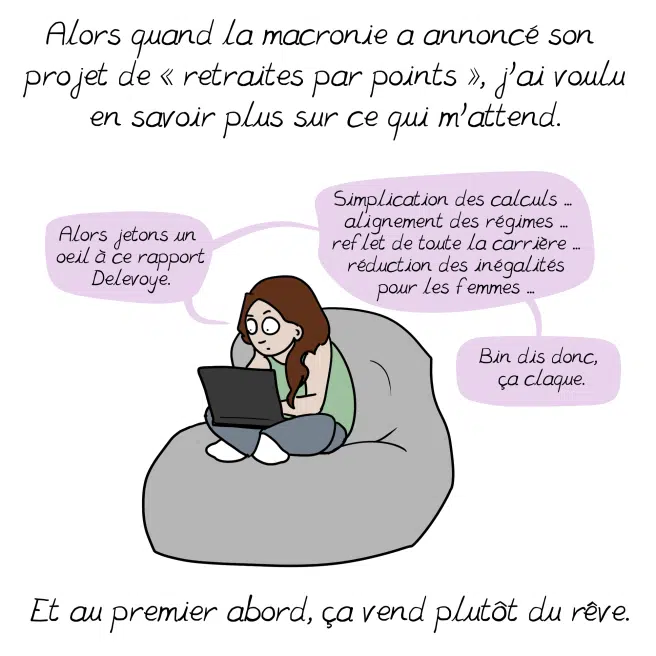 Alors quand la macronie a annoncé son
projet de « retraites par points », j'ai voulu
en savoir plus sur ce qui m'attend.
Alors jetons un
oeil à ce rapport
Delevoye.
Simplication des calculs ...
alignement des régimes ...
reflet de toute la carrière ...
réduction des inégalités
pour les femmes ...
Bin dis donc,
ça claque.
Et au premier abord, ça vend plutôt du rêve.